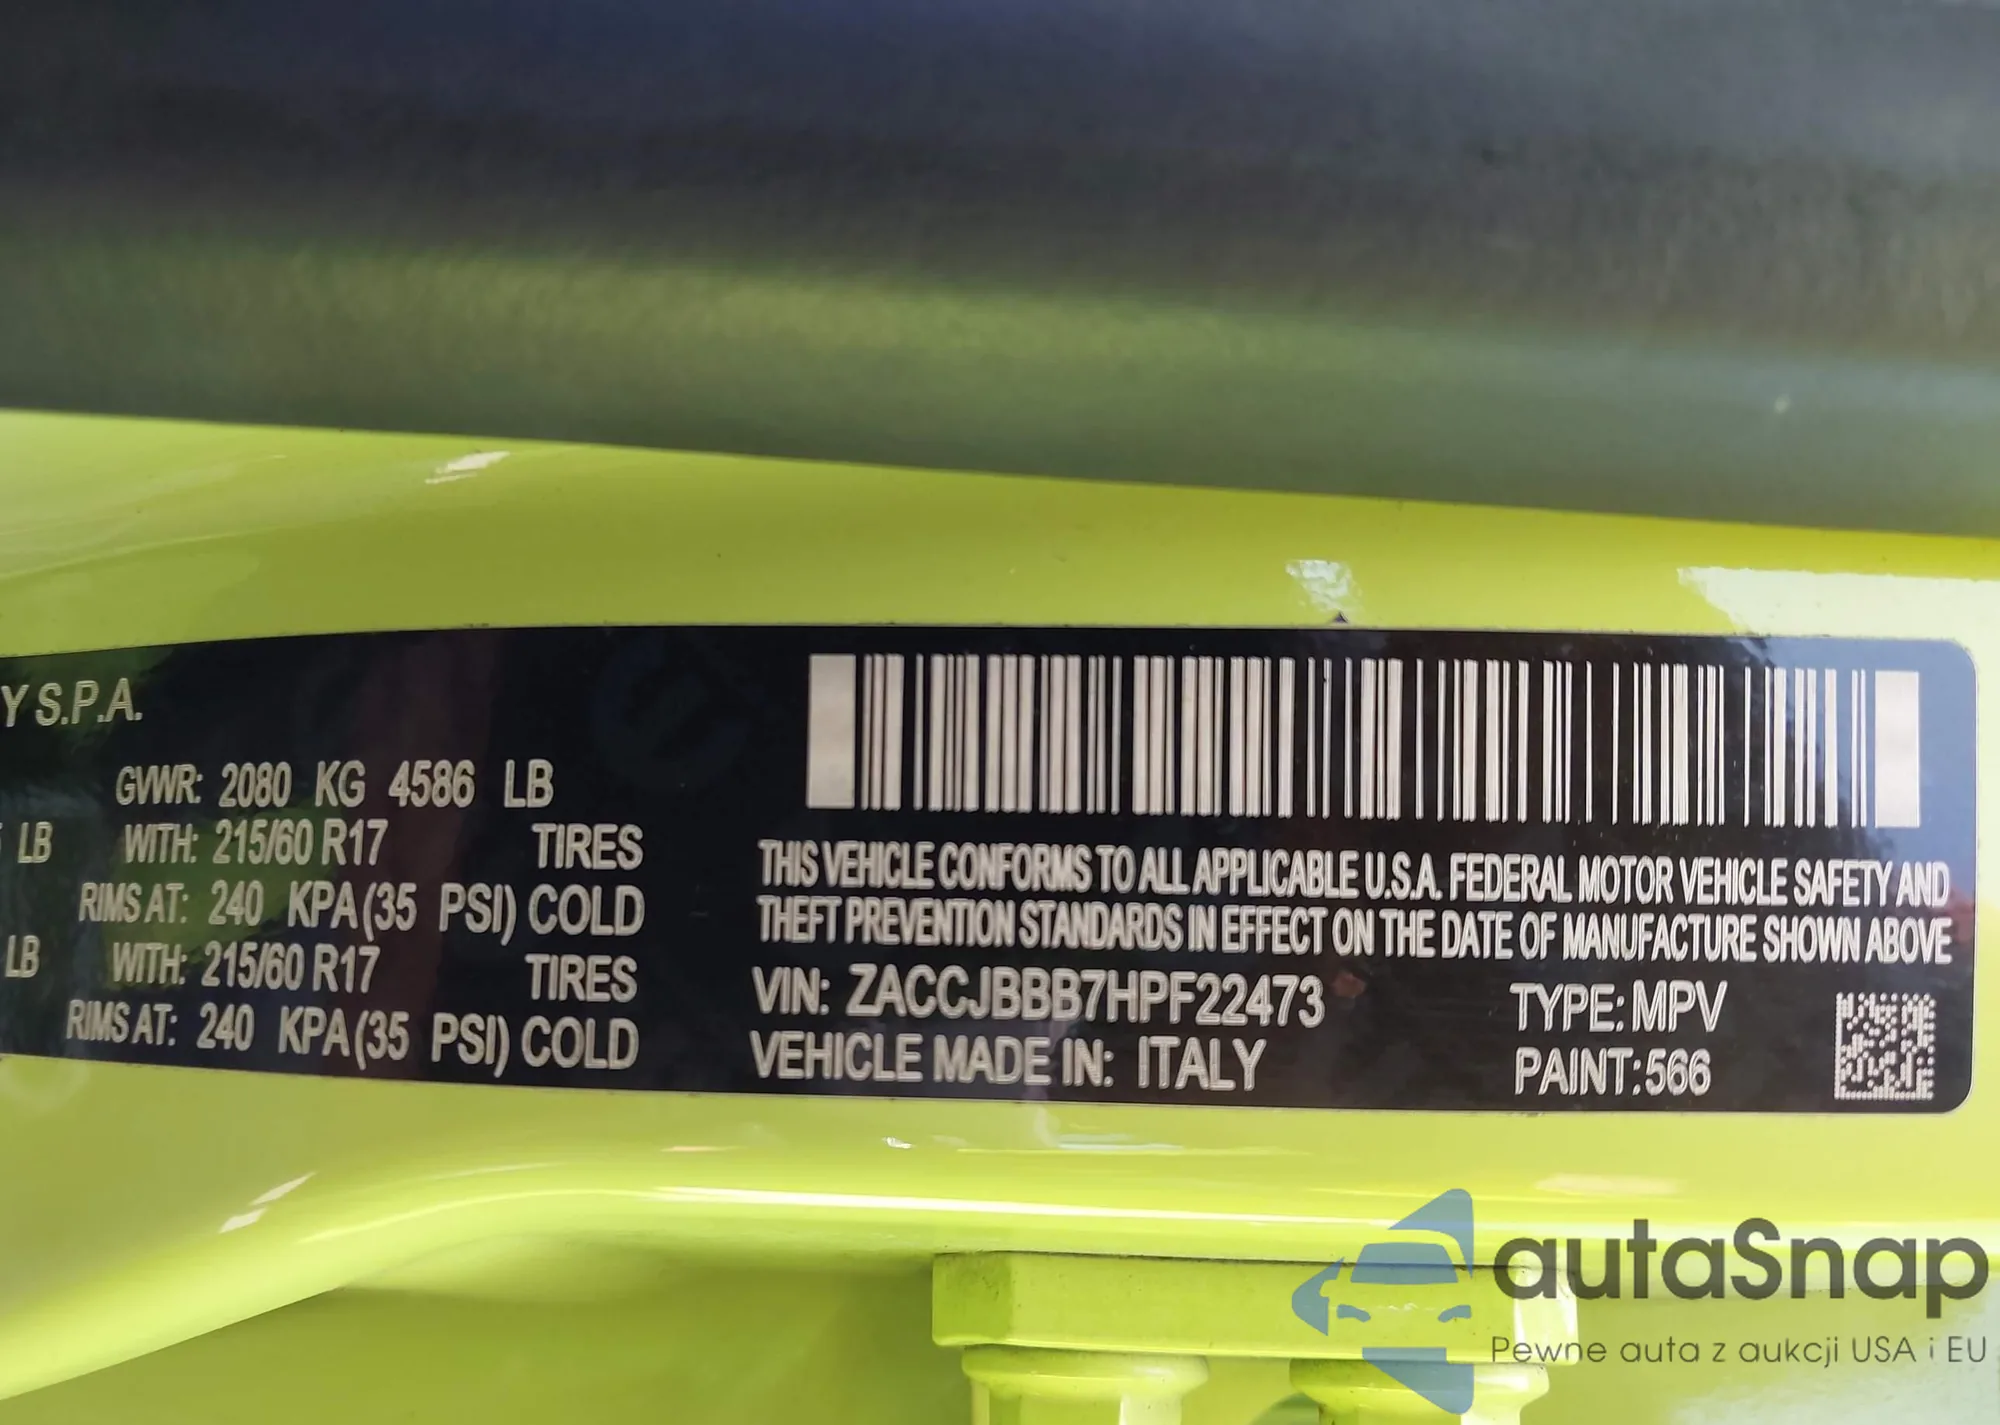 Y S.P.A.
GVWR: 2080 KG 4586 LB
LB WITH: 215/60 R17 TIRES
RIMS AT: 240 KPA (35 PSI) COLD
LB WITH: 215/60 R17 TIRES
RIMS AT: 240 KPA (35 PSI) COLD
THIS VEHICLE CONFORMS TO ALL APPLICABLE U.S.A. FEDERAL MOTOR VEHICLE SAFETY AND
THEFT PREVENTION STANDARDS IN EFFECT ON THE DATE OF MANUFACTURE SHOWN ABOVE
VIN: ZACCJBBB7HPF22473 TYPE: MPV
VEHICLE MADE IN: ITALY PAINT: 566
autaSnap
Pewne auta z aukcji USA i EU